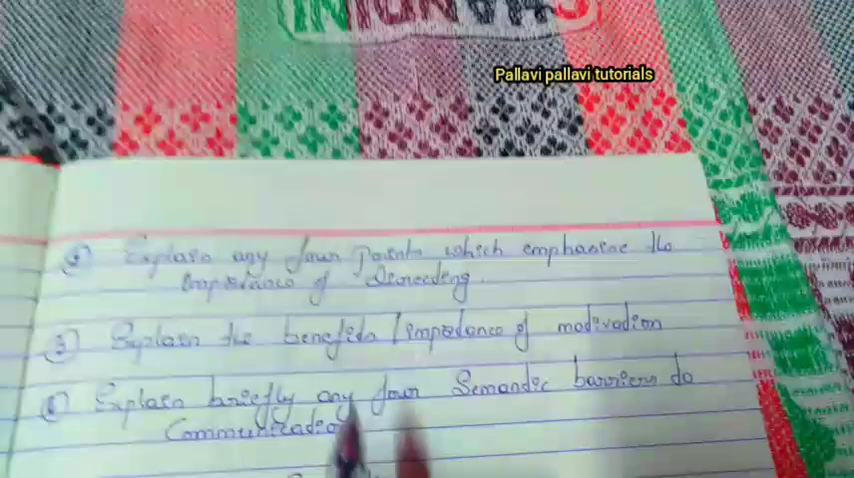 Pallavi pallavi tutorials
Explain any four points which emphasise the
importance of Directing.
Explain the benefits / importance of motivation
Explain briefly any four Semantic barriers to
Communication